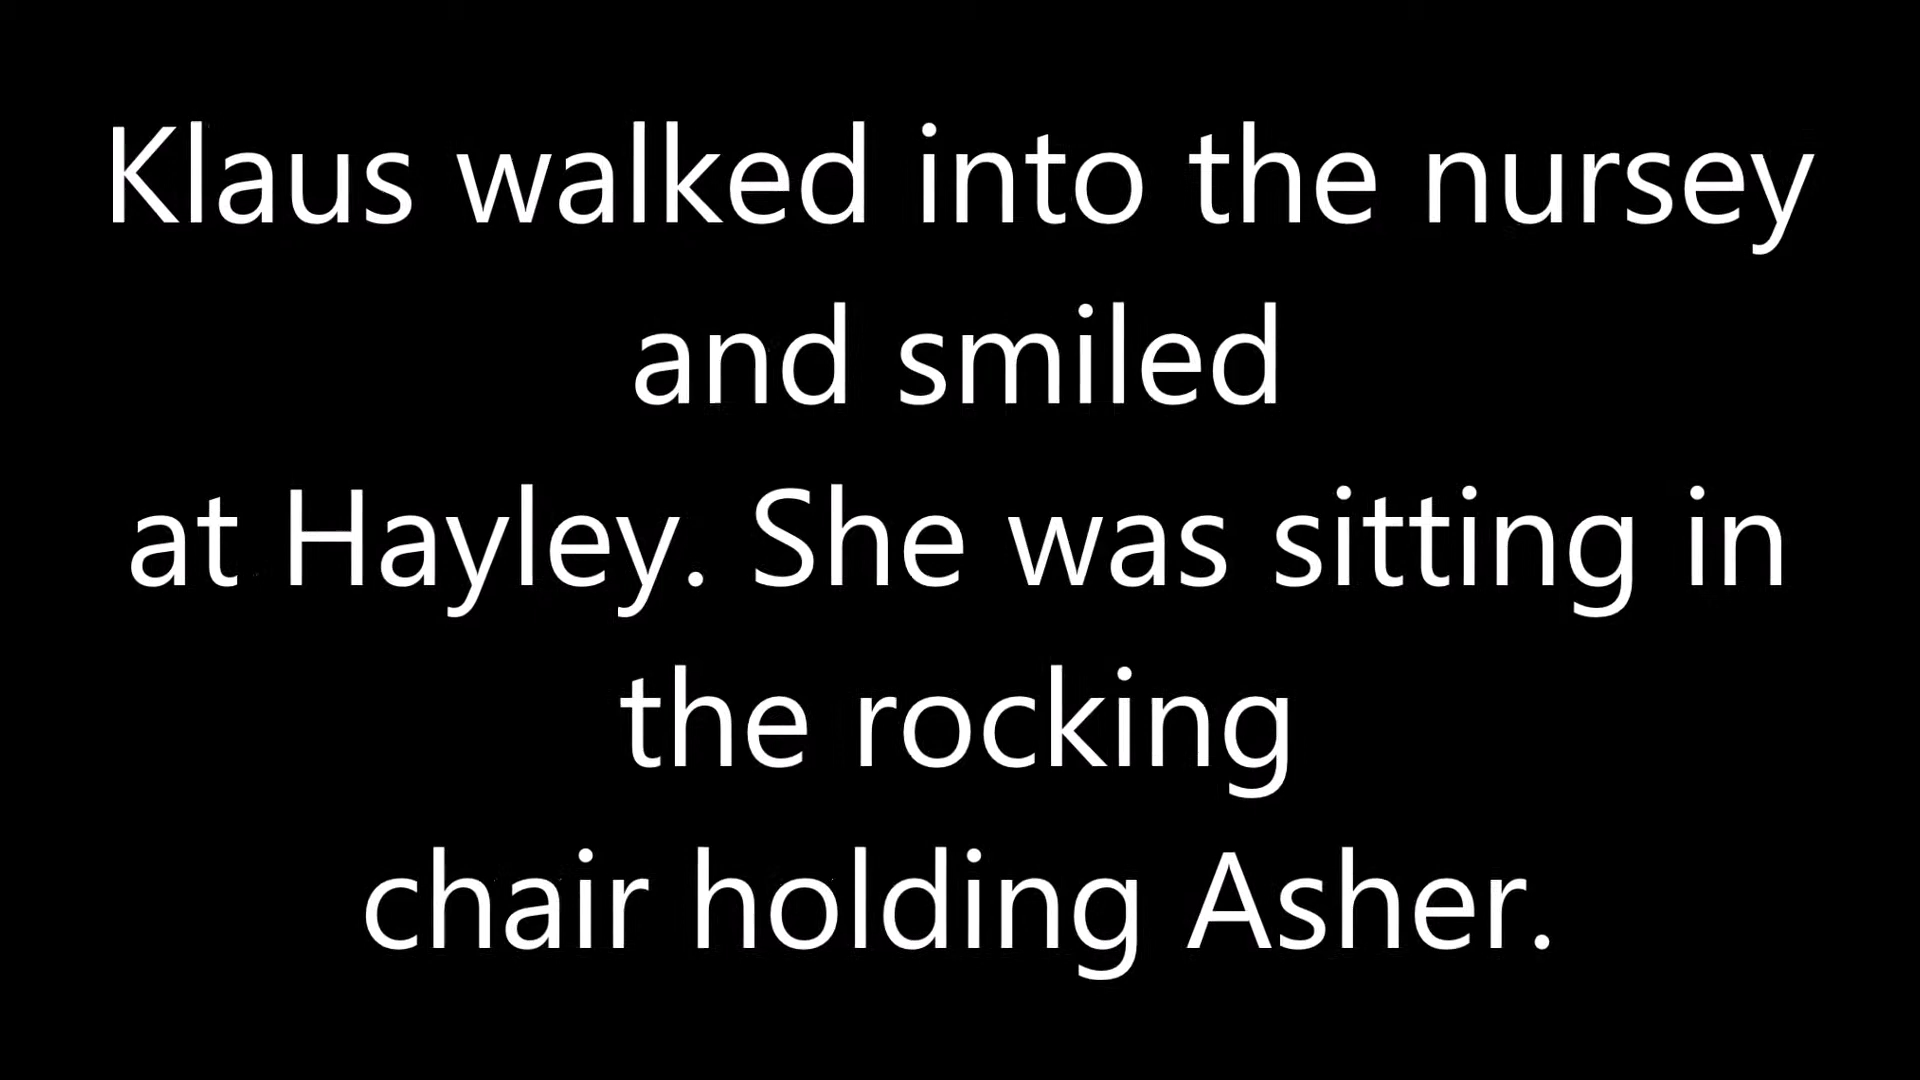 Klaus walked into the nursey
and smiled
at Hayley. She was sitting in
the rocking
chair holding Asher.